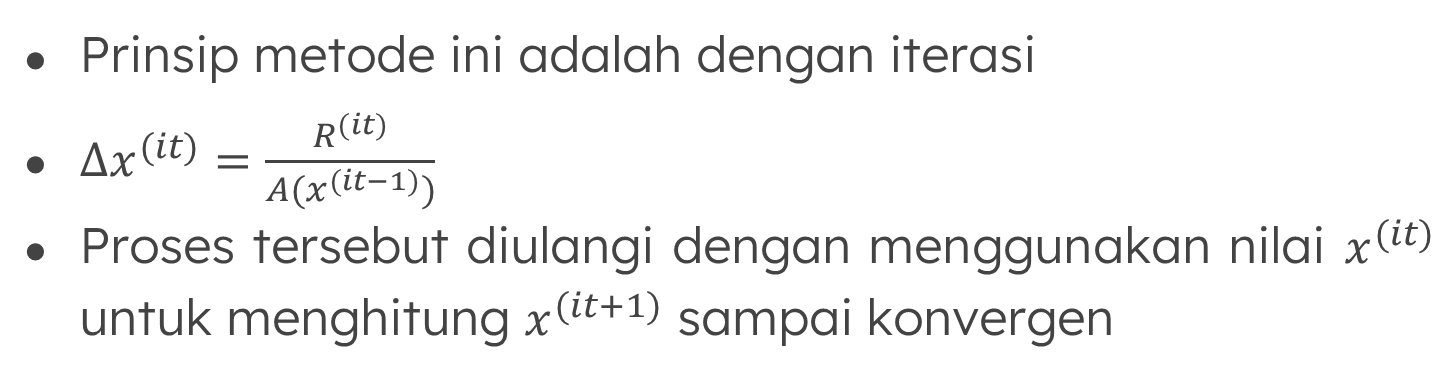 • Prinsip metode ini adalah dengan iterasi
• Δx^(it) = R^(it) / A(x^(it−1))
• Proses tersebut diulangi dengan menggunakan nilai x^(it)
untuk menghitung x^(it+1) sampai konvergen